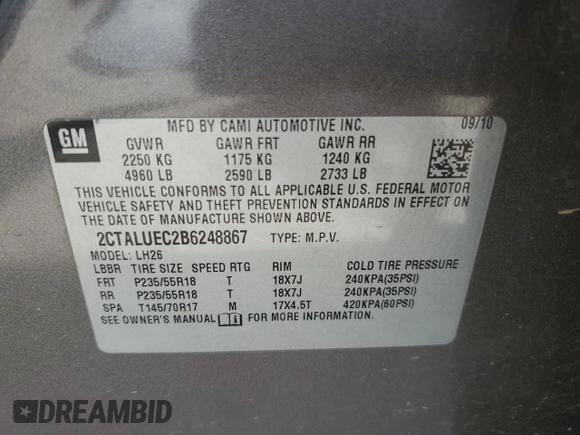 GM
MFD BY CAMI AUTOMOTIVE INC. 09/10
GVWR GAWR FRT GAWR RR
2250 KG 1175 KG 1240 KG
4960 LB 2590 LB 2733 LB
THIS VEHICLE CONFORMS TO ALL APPLICABLE U.S. FEDERAL MOTOR
VEHICLE SAFETY AND THEFT PREVENTION STANDARDS IN EFFECT ON
THE DATE OF MANUFACTURE SHOWN ABOVE.
2CTALUEC2B6248867 TYPE: M.P.V.
MODEL: LH26
LBBR TIRE SIZE SPEED RTG RIM COLD TIRE PRESSURE
FRT P235/55R18 T 18X7J 240KPA(35PSI)
RR P235/55R18 T 18X7J 240KPA(35PSI)
SPA T145/70R17 M 17X4.5T 420KPA(60PSI)
SEE OWNER'S MANUAL FOR MORE INFORMATION.
DREAMBID